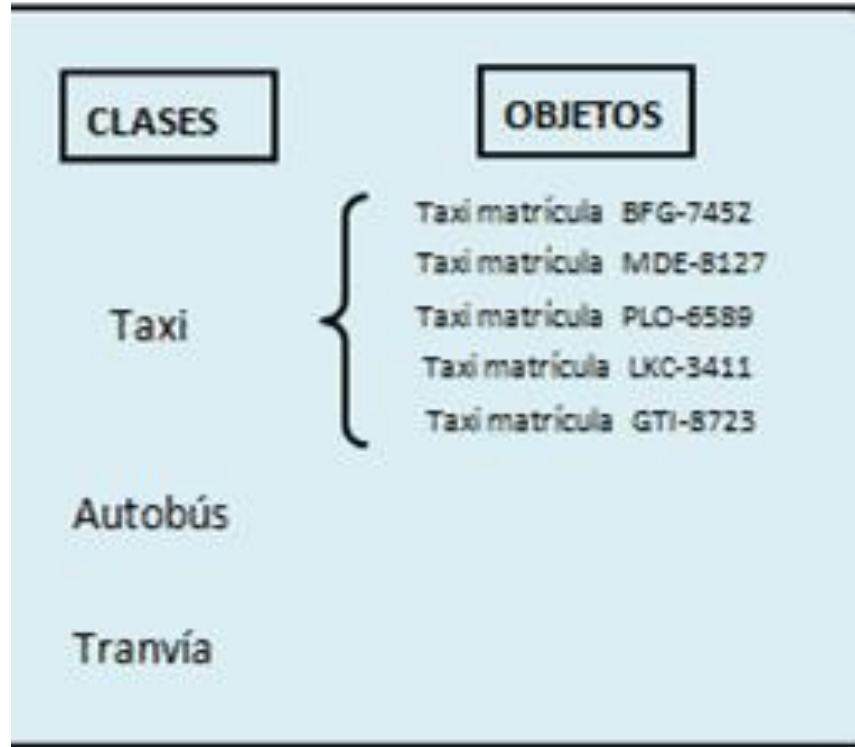 CLASES
OBJETOS
Taxi matrícula BFG-7452
Taxi matrícula MDE-8127
Taxi
Taxi matrícula PLO-6589
Taxi matrícula LKC-3411
Taxi matrícula GTI-8723
Autobús
Tranvía